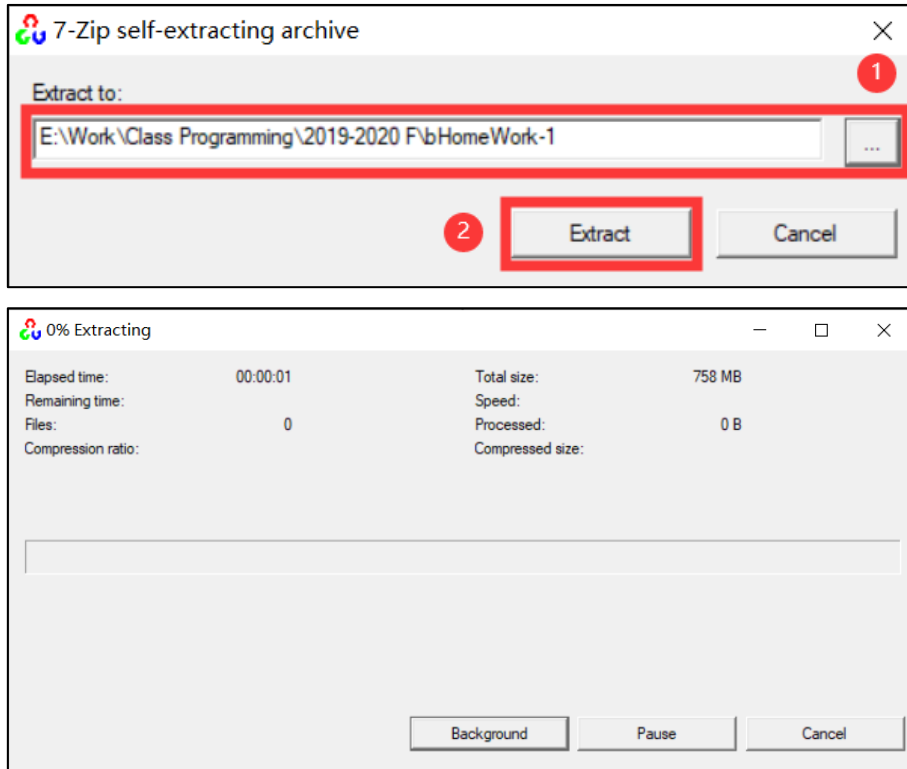 7-Zip self-extracting archive
1
Extract to:
E:\Work\Class Programming\2019-2020 F\bHomeWork-1
...
2
Extract
Cancel
0% Extracting
Elapsed time: 00:00:01 Total size: 758 MB
Remaining time: Speed:
Files: 0 Processed: 0 B
Compression ratio: Compressed size:
Background Pause Cancel